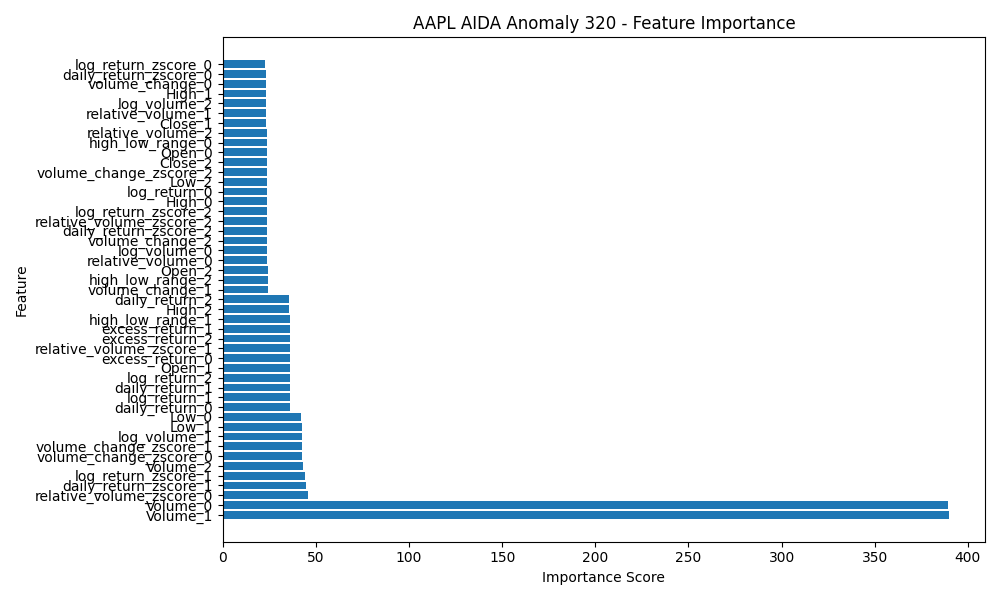 AAPL AIDA Anomaly 320 - Feature Importance
log_return_zscore_0
daily_return_zscore_0
volume_change_0
High_1
log_volume_2
relative_volume_1
Close_1
relative_volume_2
high_low_range_0
Open_0
Close_2
volume_change_zscore_2
Low_2
log_return_0
High_0
log_return_zscore_2
relative_volume_zscore_2
daily_return_zscore_2
volume_change_2
log_volume_0
relative_volume_0
Open_2
high_low_range_2
volume_change_1
daily_return_2
High_2
high_low_range_1
excess_return_1
excess_return_2
relative_volume_zscore_1
excess_return_0
Open_1
log_return_2
daily_return_1
log_return_1
daily_return_0
Low_0
Low_1
log_volume_1
volume_change_zscore_1
volume_change_zscore_0
Volume_2
log_return_zscore_1
daily_return_zscore_1
relative_volume_zscore_0
Volume_0
Volume_1
Feature
0 50 100 150 200 250 300 350 400
Importance Score